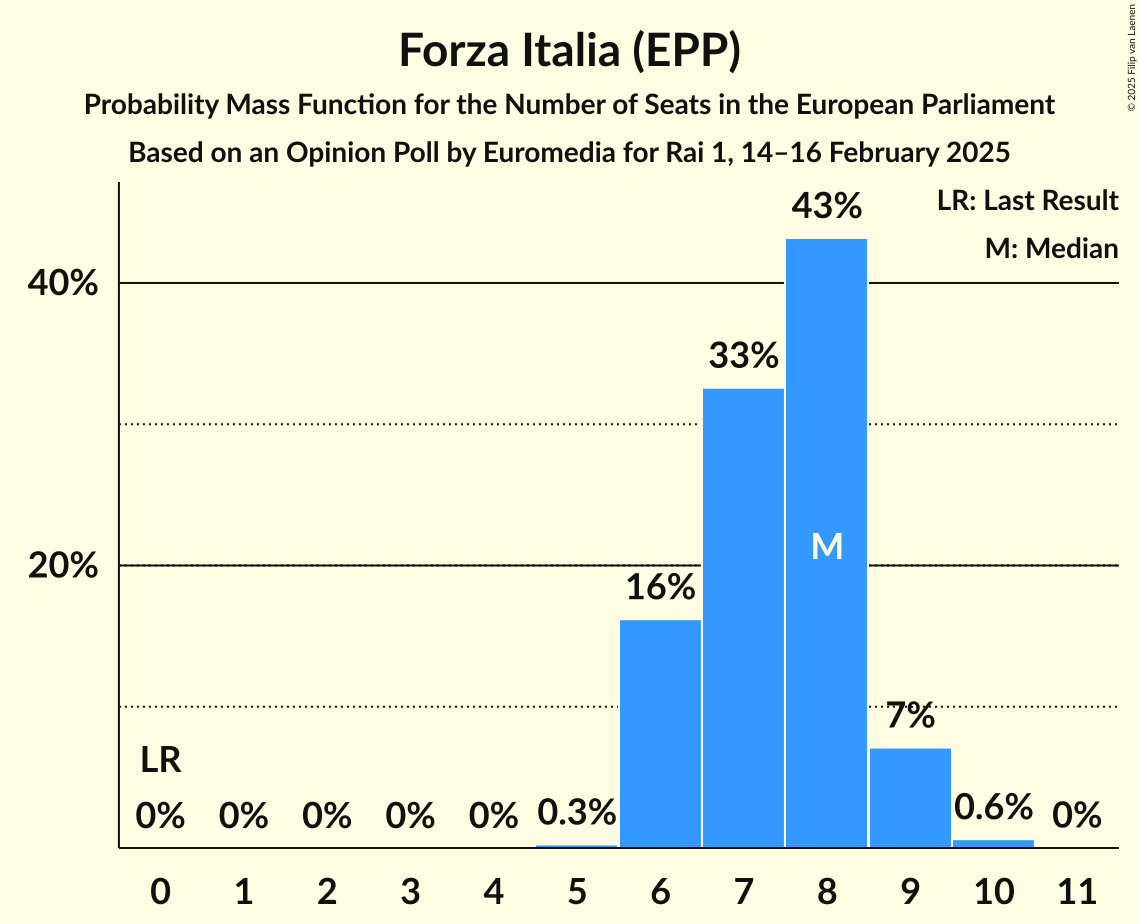 Forza Italia (EPP)
Probability Mass Function for the Number of Seats in the European Parliament
Based on an Opinion Poll by Euromedia for Rai 1, 14–16 February 2025
© 2025 Filip van Laenen
LR: Last Result
M: Median
43%
40%
33%
M
20%
16%
7%
LR
0% 0% 0% 0% 0% 0.3% 0.6% 0%
0 1 2 3 4 5 6 7 8 9 10 11